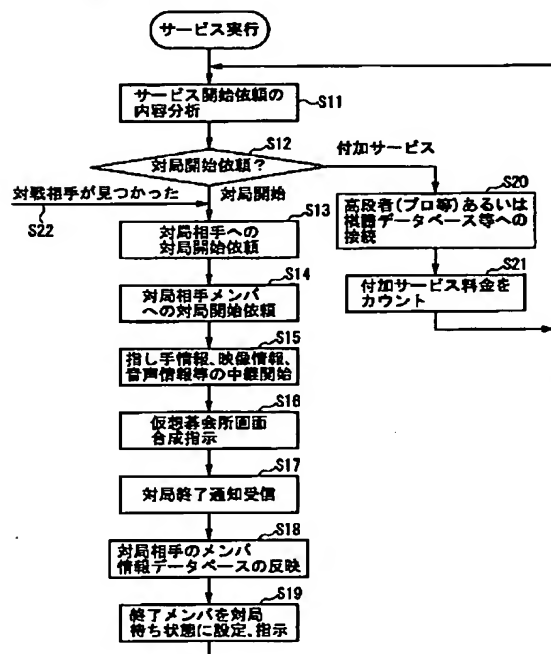 サービス実行
サービス開始依頼の
内容分析
S11
S12
対局開始依頼?
付加サービス
対戦相手が見つかった
S22
対局開始
S13
対局相手への
対局開始依頼
S14
対局相手メンバ
への対局開始依頼
S15
指し手情報、映像情報、
音声情報等の中継開始
S16
仮想碁会所画面
合成指示
S17
対局終了通知受信
S18
対局相手のメンバ
情報データベースの反映
S19
終了メンバを対局
待ち状態に設定、指示
S20
高段者(プロ等)あるいは
棋譜データベース等への
接続
S21
付加サービス料金を
カウント